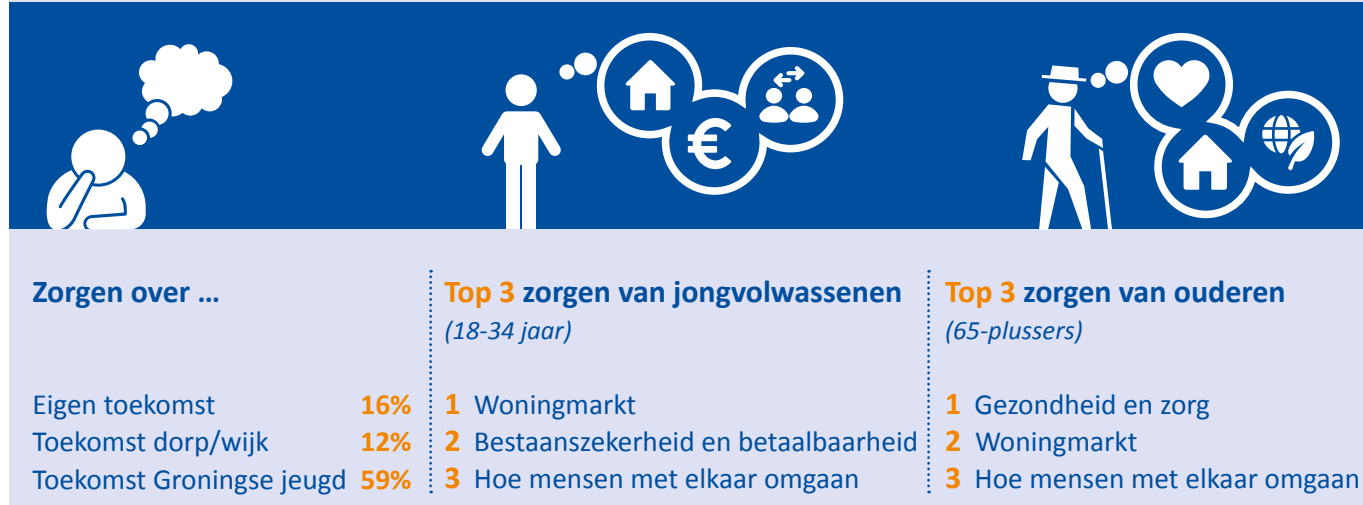 Zorgen over ...
Eigen toekomst 16%
Toekomst dorp/wijk 12%
Toekomst Groningse jeugd 59%
Top 3 zorgen van jongvolwassenen
(18-34 jaar)
1 Woningmarkt
2 Bestaanszekerheid en betaalbaarheid
3 Hoe mensen met elkaar omgaan
Top 3 zorgen van ouderen
(65-plussers)
1 Gezondheid en zorg
2 Woningmarkt
3 Hoe mensen met elkaar omgaan